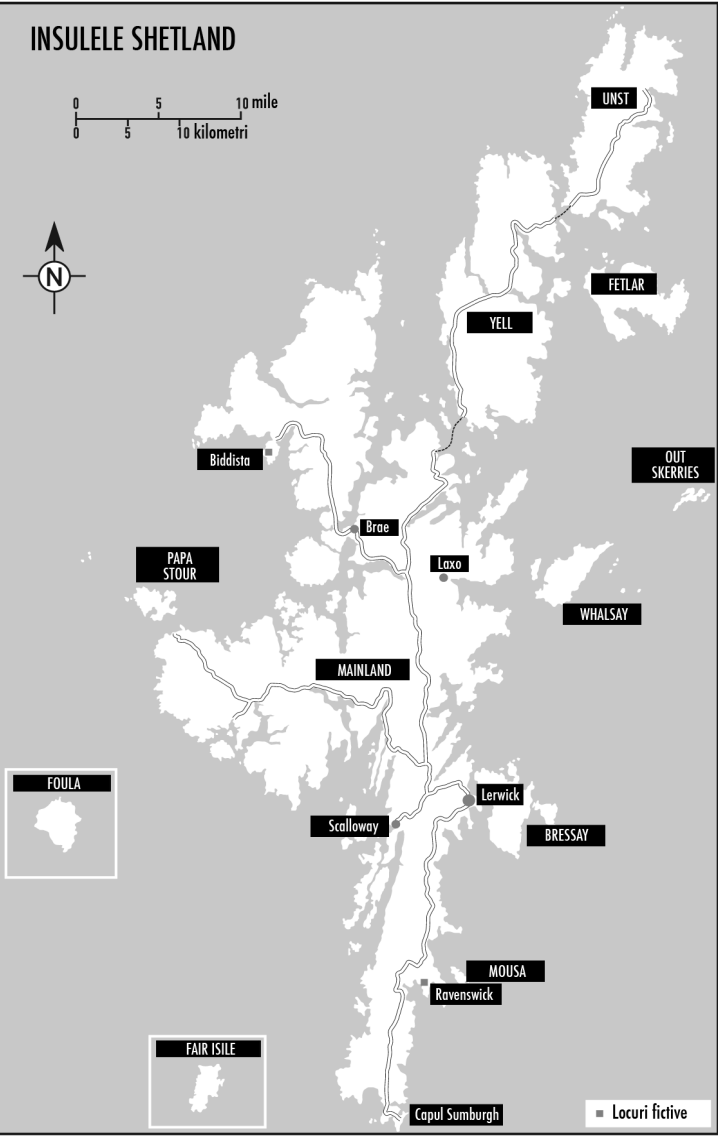 INSULELE SHETLAND
0 5 10 mile
0 5 10 kilometri
N
UNST
FETLAR
YELL
OUT
SKERRIES
Biddista
Brae
Laxo
PAPA
STOUR
WHALSAY
MAINLAND
FOULA
Lerwick
Scalloway
BRESSAY
MOUSA
Ravenswick
FAIR ISILE
Capul Sumburgh
Locuri fictive